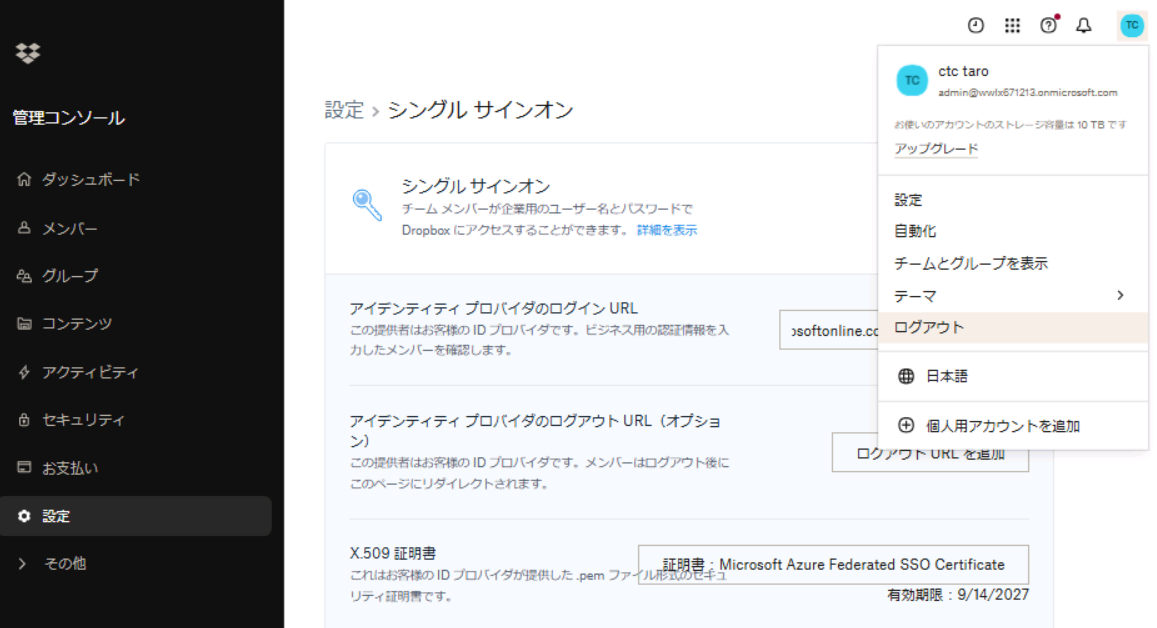 TC
管理コンソール
ダッシュボード
メンバー
グループ
コンテンツ
アクティビティ
セキュリティ
お支払い
設定
その他
設定 › シングル サインオン
シングル サインオン
チーム メンバーが企業用のユーザー名とパスワードで
Dropbox にアクセスすることができます。 詳細を表示
アイデンティティ プロバイダのログイン URL
この提供者はお客様の ID プロバイダです。ビジネス用の認証情報を入
力したメンバーを確認します。
osoftonline.co
アイデンティティ プロバイダのログアウト URL（オプショ
ン）
この提供者はお客様の ID プロバイダです。メンバーはログアウト後に
このページにリダイレクトされます。
ログアウト URL を追加
X.509 証明書
これはお客様の ID プロバイダが提供した .pem ファイル形式のセキュ
リティ証明書です。
証明書：Microsoft Azure Federated SSO Certificate
有効期限：9/14/2027
TC
ctc taro
admin@wwlx671213.onmicrosoft.com
お使いのアカウントのストレージ容量は 10 TB です
アップグレード
設定
自動化
チームとグループを表示
テーマ
ログアウト
日本語
個人用アカウントを追加